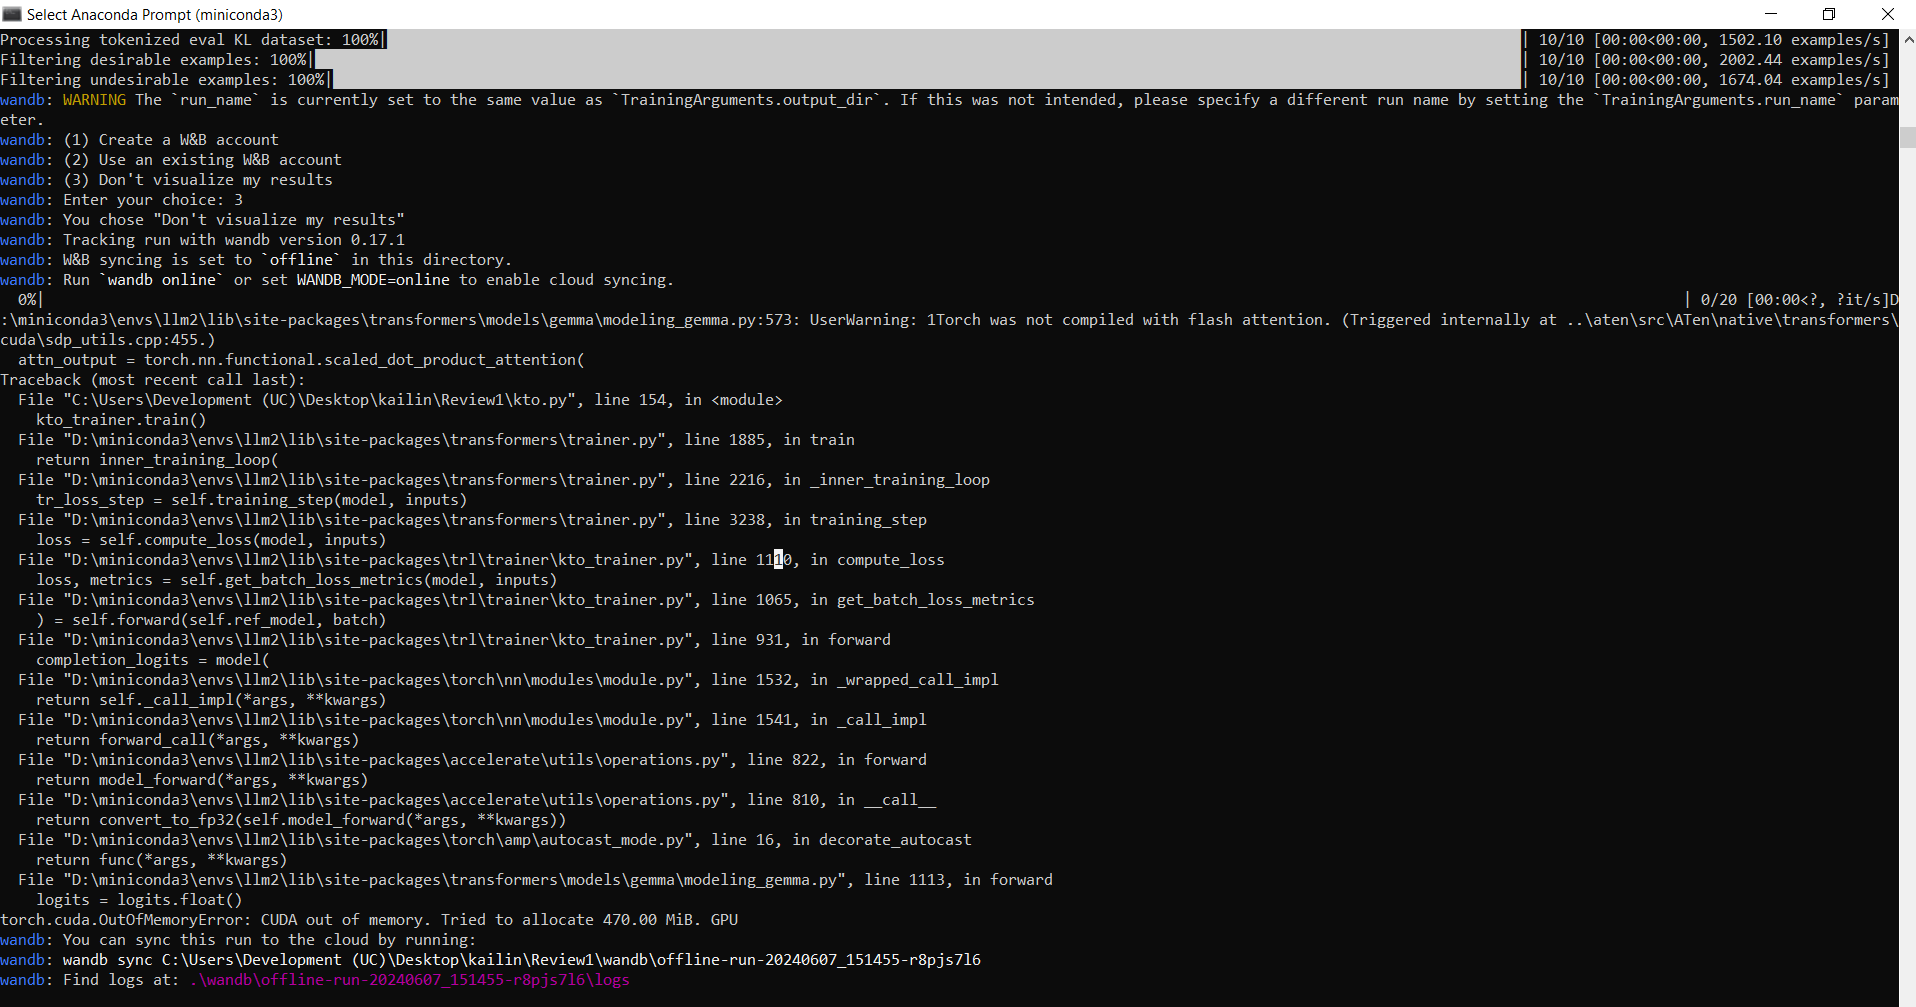 Select Anaconda Prompt (miniconda3)
Processing tokenized eval KL dataset: 100%| | 10/10 [00:00<00:00, 1502.10 examples/s]
Filtering desirable examples: 100%| | 10/10 [00:00<00:00, 2002.44 examples/s]
Filtering undesirable examples: 100%| | 10/10 [00:00<00:00, 1674.04 examples/s]
wandb: WARNING The `run_name` is currently set to the same value as `TrainingArguments.output_dir`. If this was not intended, please specify a different run name by setting the `TrainingArguments.run_name` param
eter.
wandb: (1) Create a W&B account
wandb: (2) Use an existing W&B account
wandb: (3) Don't visualize my results
wandb: Enter your choice: 3
wandb: You chose "Don't visualize my results"
wandb: Tracking run with wandb version 0.17.1
wandb: W&B syncing is set to `offline` in this directory.
wandb: Run `wandb online` or set WANDB_MODE=online to enable cloud syncing.
  0%| | 0/20 [00:00<?, ?it/s]D
:\miniconda3\envs\llm2\lib\site-packages\transformers\models\gemma\modeling_gemma.py:573: UserWarning: 1Torch was not compiled with flash attention. (Triggered internally at ..\aten\src\ATen\native\transformers\
cuda\sdp_utils.cpp:455.)
  attn_output = torch.nn.functional.scaled_dot_product_attention(
Traceback (most recent call last):
  File "C:\Users\Development (UC)\Desktop\kailin\Review1\kto.py", line 154, in <module>
    kto_trainer.train()
  File "D:\miniconda3\envs\llm2\lib\site-packages\transformers\trainer.py", line 1885, in train
    return inner_training_loop(
  File "D:\miniconda3\envs\llm2\lib\site-packages\transformers\trainer.py", line 2216, in _inner_training_loop
    tr_loss_step = self.training_step(model, inputs)
  File "D:\miniconda3\envs\llm2\lib\site-packages\transformers\trainer.py", line 3238, in training_step
    loss = self.compute_loss(model, inputs)
  File "D:\miniconda3\envs\llm2\lib\site-packages\trl\trainer\kto_trainer.py", line 1110, in compute_loss
    loss, metrics = self.get_batch_loss_metrics(model, inputs)
  File "D:\miniconda3\envs\llm2\lib\site-packages\trl\trainer\kto_trainer.py", line 1065, in get_batch_loss_metrics
    ) = self.forward(self.ref_model, batch)
  File "D:\miniconda3\envs\llm2\lib\site-packages\trl\trainer\kto_trainer.py", line 931, in forward
    completion_logits = model(
  File "D:\miniconda3\envs\llm2\lib\site-packages\torch\nn\modules\module.py", line 1532, in _wrapped_call_impl
    return self._call_impl(*args, **kwargs)
  File "D:\miniconda3\envs\llm2\lib\site-packages\torch\nn\modules\module.py", line 1541, in _call_impl
    return forward_call(*args, **kwargs)
  File "D:\miniconda3\envs\llm2\lib\site-packages\accelerate\utils\operations.py", line 822, in forward
    return model_forward(*args, **kwargs)
  File "D:\miniconda3\envs\llm2\lib\site-packages\accelerate\utils\operations.py", line 810, in __call__
    return convert_to_fp32(self.model_forward(*args, **kwargs))
  File "D:\miniconda3\envs\llm2\lib\site-packages\torch\amp\autocast_mode.py", line 16, in decorate_autocast
    return func(*args, **kwargs)
  File "D:\miniconda3\envs\llm2\lib\site-packages\transformers\models\gemma\modeling_gemma.py", line 1113, in forward
    logits = logits.float()
torch.cuda.OutOfMemoryError: CUDA out of memory. Tried to allocate 470.00 MiB. GPU
wandb: You can sync this run to the cloud by running:
wandb: wandb sync C:\Users\Development (UC)\Desktop\kailin\Review1\wandb\offline-run-20240607_151455-r8pjs7l6
wandb: Find logs at: .\wandb\offline-run-20240607_151455-r8pjs7l6\logs